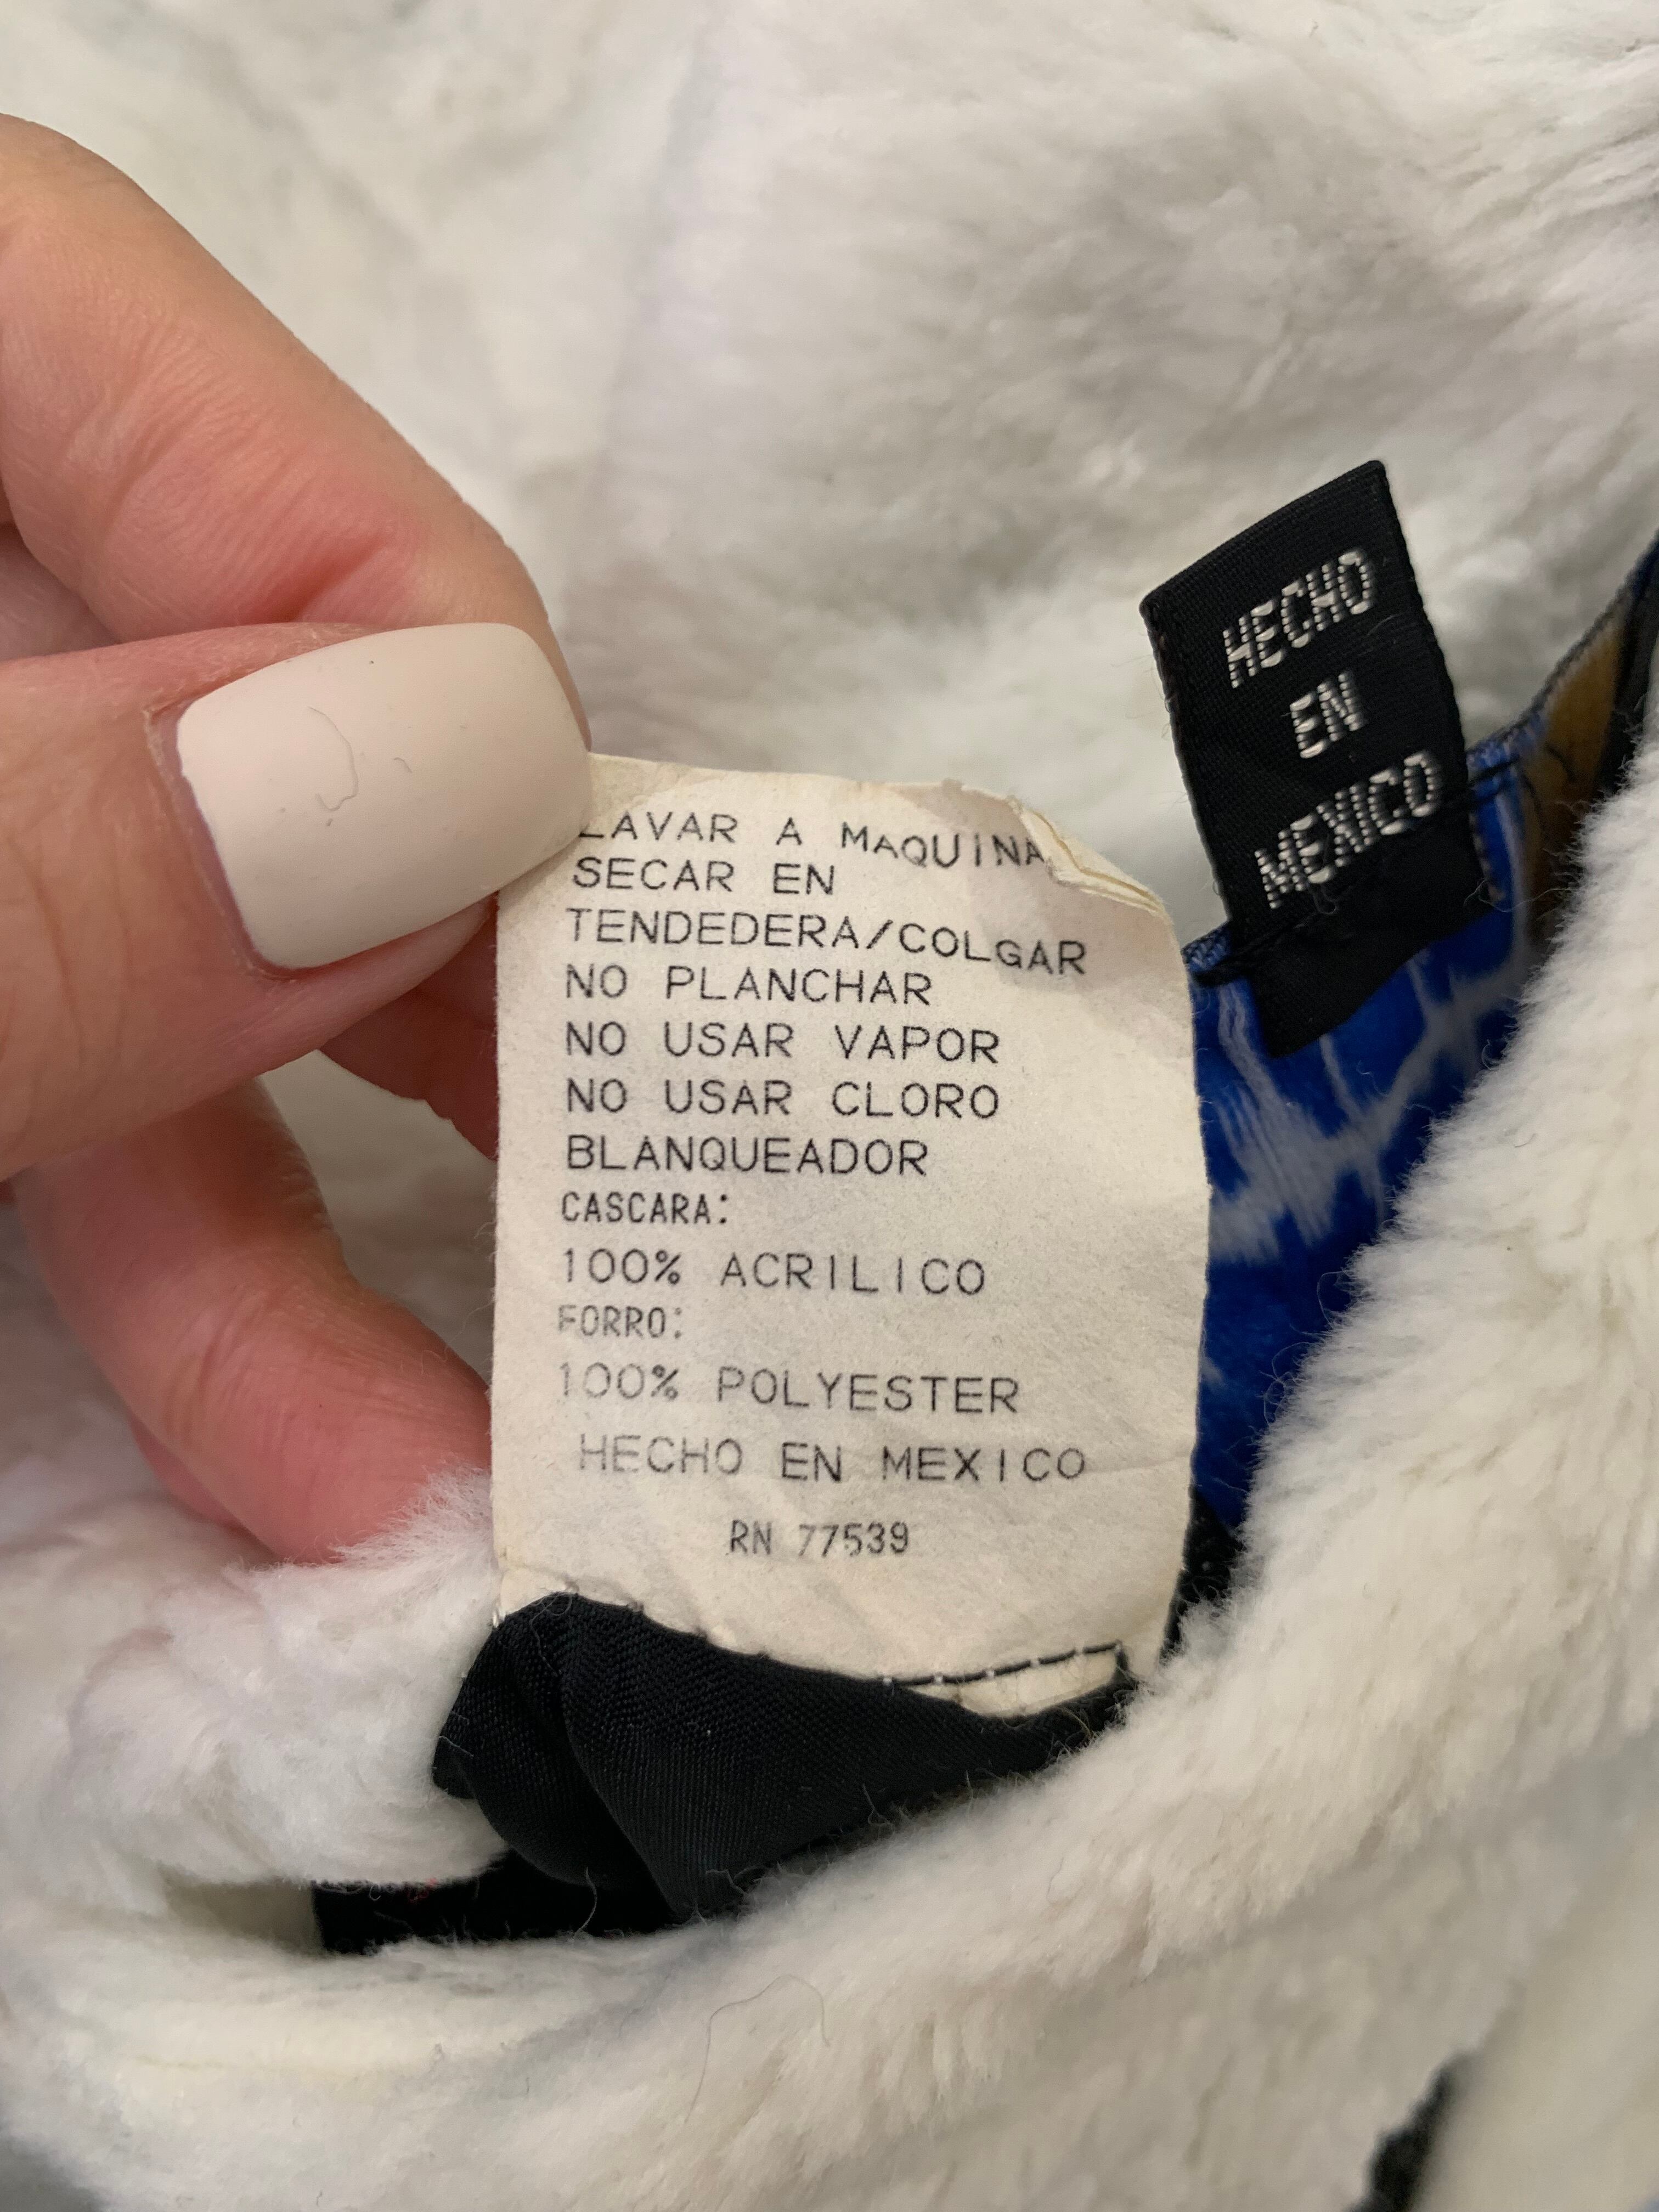 HECHO
EN
MEXICO
LAVAR A MAQUINA
SECAR EN
TENDEDERA/COLGAR
NO PLANCHAR
NO USAR VAPOR
NO USAR CLORO
BLANQUEADOR
CASCARA:
100% ACRILICO
FORRO:
100% POLYESTER
HECHO EN MEXICO
RN 77539